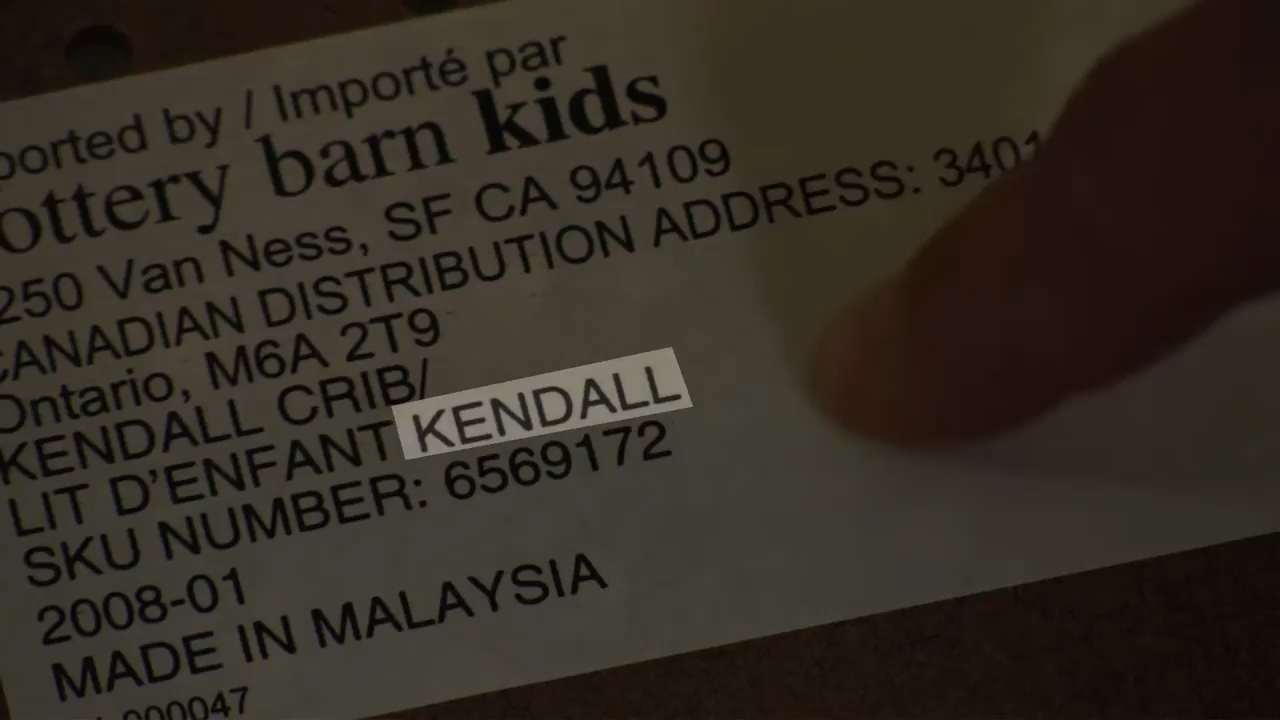 ported by / Importé par
ottery barn kids
250 Van Ness, SF CA 94109
CANADIAN DISTRIBUTION ADDRESS: 3401
Ontario, M6A 2T9
KENDALL CRIB/
LIT D'ENFANT KENDALL
SKU NUMBER: 6569172
2008-01
MADE IN MALAYSIA
000047